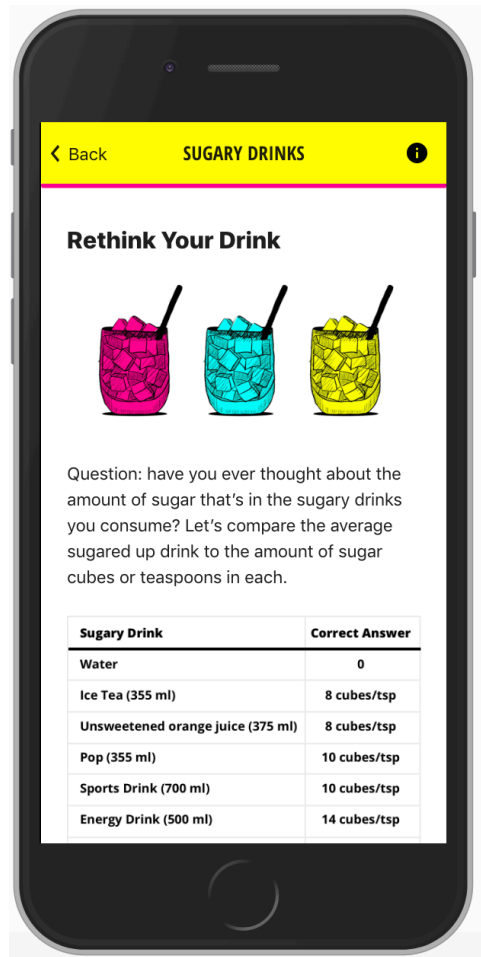 Back
SUGARY DRINKS
Rethink Your Drink
Question: have you ever thought about the
amount of sugar that's in the sugary drinks
you consume? Let's compare the average
sugared up drink to the amount of sugar
cubes or teaspoons in each.
Sugary Drink Correct Answer
Water 0
Ice Tea (355 ml) 8 cubes/tsp
Unsweetened orange juice (375 ml) 8 cubes/tsp
Pop (355 ml) 10 cubes/tsp
Sports Drink (700 ml) 10 cubes/tsp
Energy Drink (500 ml) 14 cubes/tsp